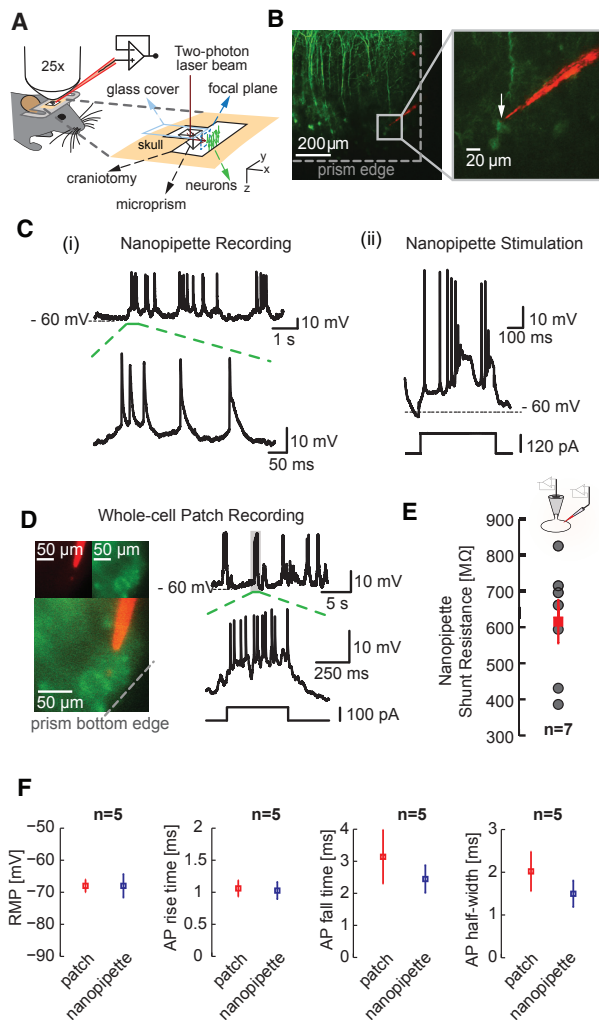 A
25x
Two-photon
laser beam
glass cover
focal plane
skull
craniotomy
microprism
neurons
y
x
z
B
200 µm
prism edge
20 µm
C
(i)
Nanopipette Recording
- 60 mV
10 mV
1 s
10 mV
50 ms
(ii)
Nanopipette Stimulation
10 mV
100 ms
- 60 mV
120 pA
D
Whole-cell Patch Recording
50 µm
50 µm
50 µm
prism bottom edge
- 60 mV
10 mV
5 s
10 mV
250 ms
100 pA
E
Nanopipette
Shunt Resistance [MΩ]
900
800
700
600
500
400
300
n=7
F
n=5
RMP [mV]
−50
−60
−70
−80
−90
patch
nanopipette
n=5
AP rise time [ms]
2
1.5
1
0.5
0
patch
nanopipette
n=5
AP fall time [ms]
4
3
2
1
0
patch
nanopipette
n=5
AP half-width [ms]
3
2
1
0
patch
nanopipette